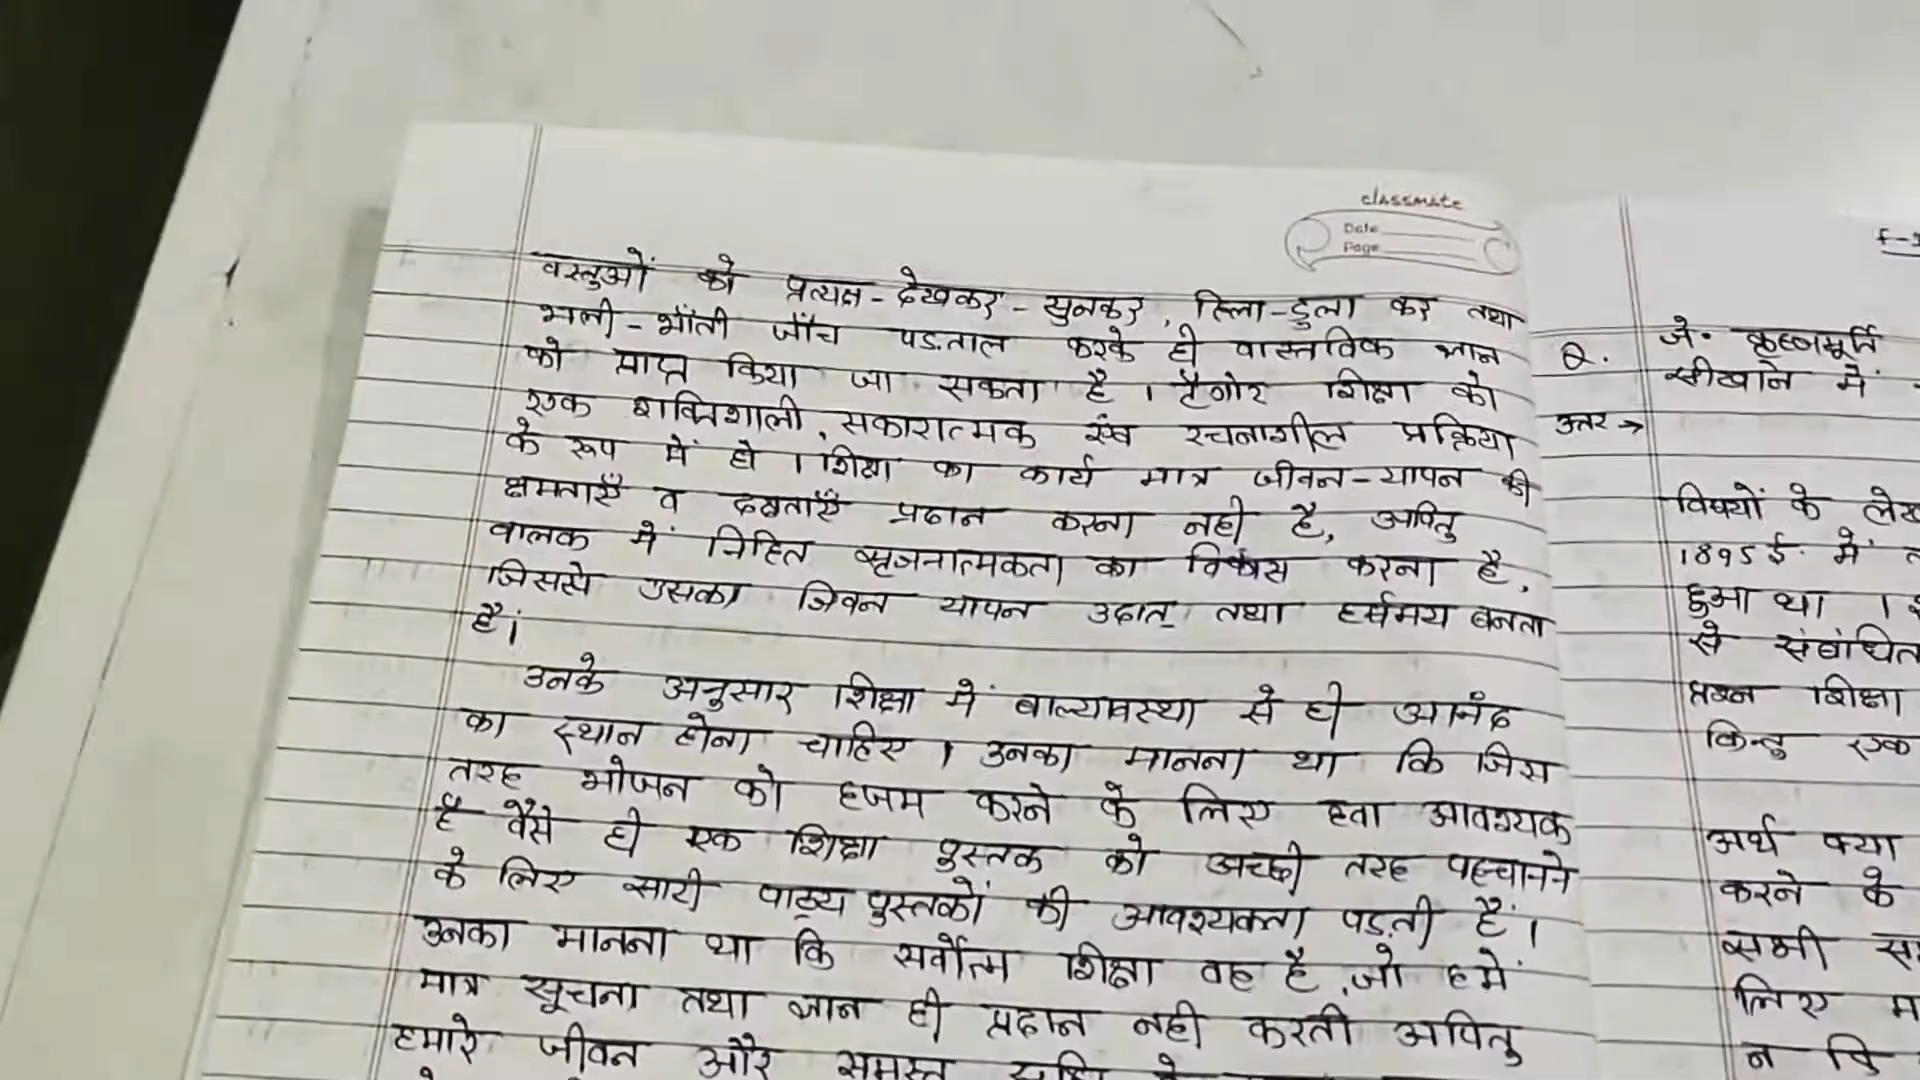 classmate
Date
Page
वस्तुओं को प्रत्यक्ष - देखकर - सुनकर, हिला-डुला कर तथा
भली-भाँती जाँच पड़ताल करके ही वास्तविक ज्ञान
को प्राप्त किया जा सकता है । टैगोर शिक्षा को
एक शक्तिशाली, सकारात्मक एंव रचनाशील प्रक्रिया
के रूप में हो । शिक्षा का कार्य मात्र जीवन-यापन की
क्षमताएँ व दक्षताएँ प्रदान करना नही है, अपितु
बालक में निहित सृजनात्मकता का विकास करना है,
जिससे उसका जिवन यापन उदात् तथा हर्षमय बनता
है।
उनके अनुसार शिक्षा में बाल्यावस्था से ही आनंद
का स्थान होना चाहिए । उनका मानना था कि जिस
तरह भोजन को हजम करने के लिए हवा आवश्यक
है वैसे ही एक शिक्षा पुस्तक को अच्छी तरह पहचानने
के लिए सारी पाठ्य पुस्तकों की आवश्यकता पड़ती हैं ।
उनका मानना था कि सर्वोत्म शिक्षा वह है, जो हमें
मात्र सूचना तथा ज्ञान ही प्रदान नही करती अपितु
हमारे जीवन और समस्त
Q. जे. कृष्णमूर्ति
सीखाने में
उत्तर →
विषयों के
1895 ई. में
हुआ था ।
से संबंधित
प्रश्न शिक्षा
किन्तु एक
अर्थ क्या
करने के
सभी
लिए
न